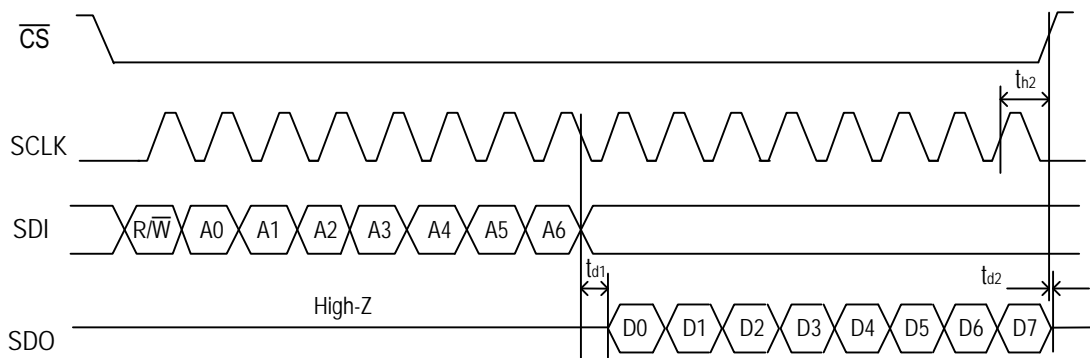 C̅S̅
th2
SCLK
SDI R/W̅ A0 A1 A2 A3 A4 A5 A6
td1 td2
High-Z
SDO D0 D1 D2 D3 D4 D5 D6 D7